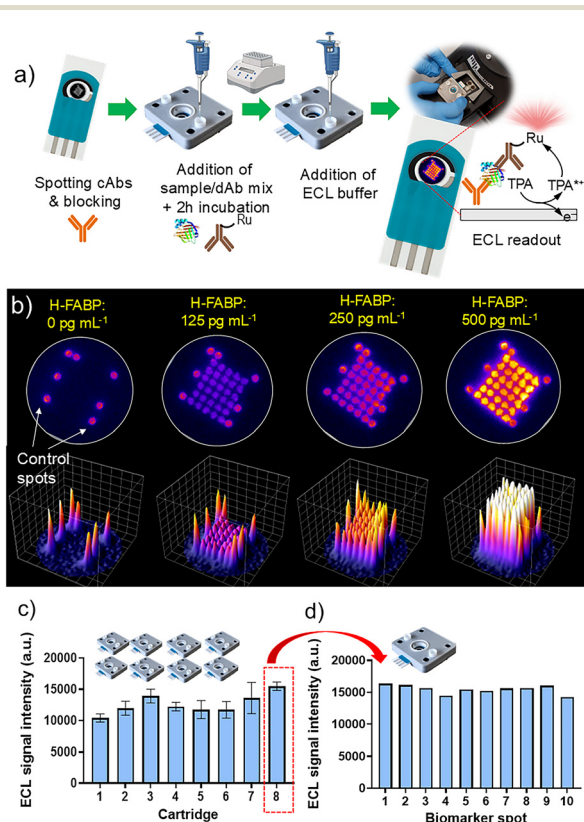 a)
Spotting cAbs
& blocking
Addition of
sample/dAb mix
+ 2h incubation
Ru
Addition of
ECL buffer
Ru
TPA
TPA*+
e-
ECL readout
b)
H-FABP:
0 pg mL⁻¹
H-FABP:
125 pg mL⁻¹
H-FABP:
250 pg mL⁻¹
H-FABP:
500 pg mL⁻¹
Control
spots
c)
ECL signal intensity (a.u.)
20000
15000
10000
5000
0
1 2 3 4 5 6 7 8
Cartridge
d)
ECL signal intensity (a.u.)
20000
15000
10000
5000
0
1 2 3 4 5 6 7 8 9 10
Biomarker spot